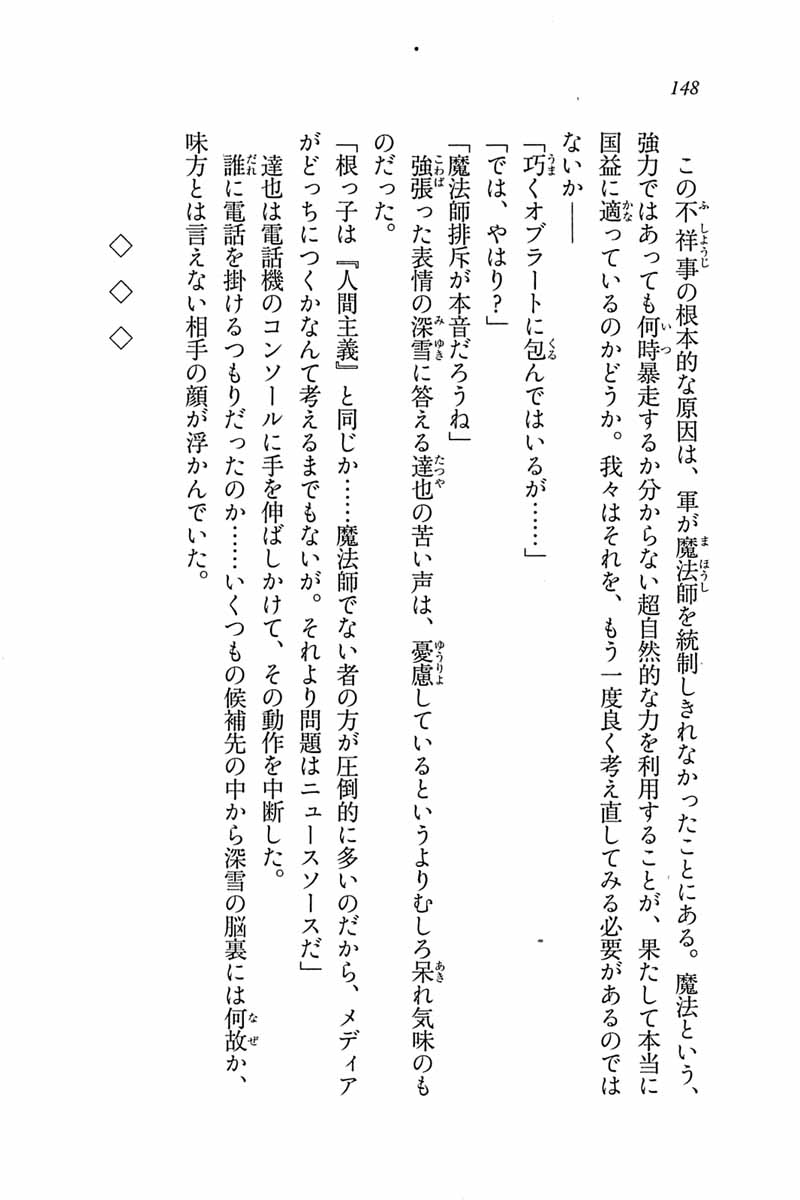 148
この不祥事の根本的な原因は、軍が魔法師を統制しきれなかったことにある。魔法という、
強力ではあっても何時暴走するか分からない超自然的な力を利用することが、果たして本当に
国益に適っているのかどうか。我々はそれを、もう一度良く考え直してみる必要があるのでは
ないか――
「巧くオブラートに包んではいるが……」
「では、やはり?」
「魔法師排斥が本音だろうね」
強張った表情の深雪に答える達也の苦い声は、憂慮しているというよりむしろ呆れ気味のも
のだった。
「根っ子は『人間主義』と同じか……魔法師でない者の方が圧倒的に多いのだから、メディア
がどっちにつくかなんて考えるまでもないが。それより問題はニュースソースだ」
達也は電話機のコンソールに手を伸ばしかけて、その動作を中断した。
誰に電話を掛けるつもりだったのか……いくつもの候補先の中から深雪の脳裏には何故か、
味方とは言えない相手の顔が浮かんでいた。
◇ ◇ ◇